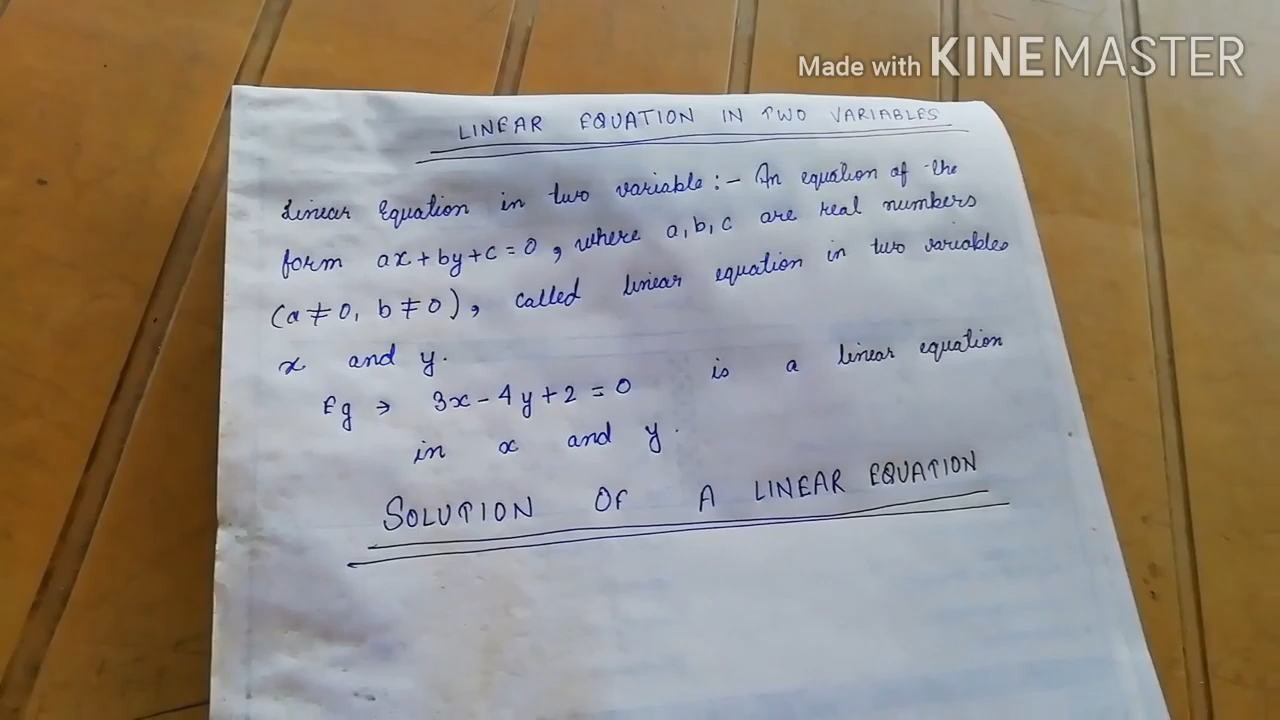 Made with KINEMASTER
LINEAR EQUATION IN TWO VARIABLES
Linear Equation in two variable :- An equation of the
form ax + by + c = 0, where a, b, c are real numbers
(a ≠ 0, b ≠ 0), called linear equation in two variables
x and y.
Eg → 3x - 4y + 2 = 0 is a linear equation
in x and y.
SOLUTION OF A LINEAR EQUATION